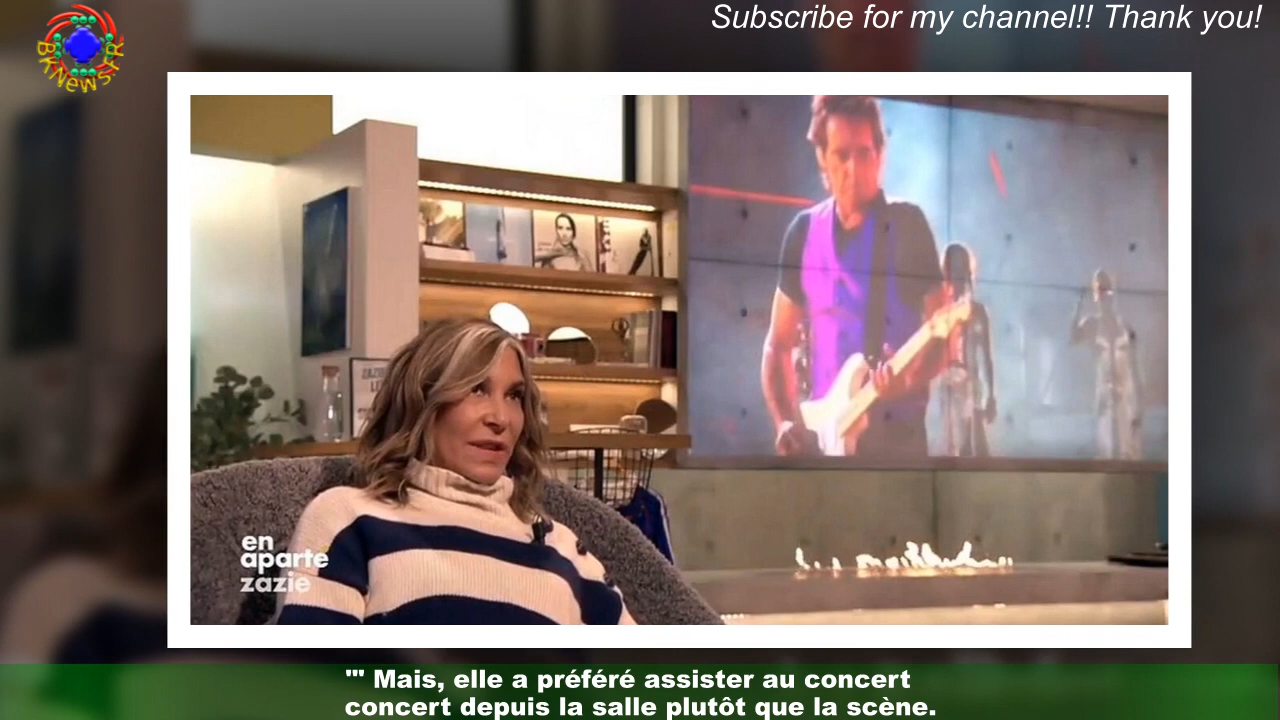 Subscribe for my channel!! Thank you!
BKNewsFR
en
aparté
zazie
'" Mais, elle a préféré assister au concert
concert depuis la salle plutôt que la scène.